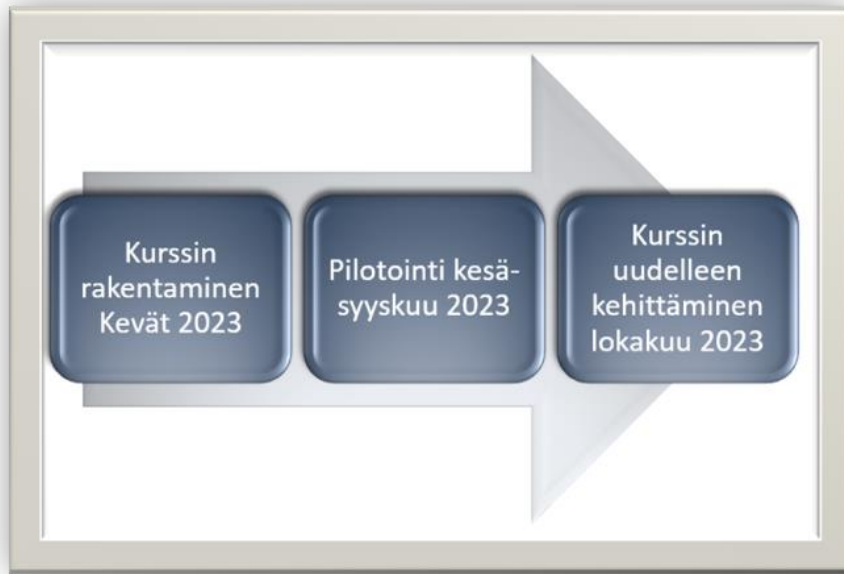 Kurssin
rakentaminen
Kevät 2023
Pilotointi kesä-
syyskuu 2023
Kurssin
uudelleen
kehittäminen
lokakuu 2023